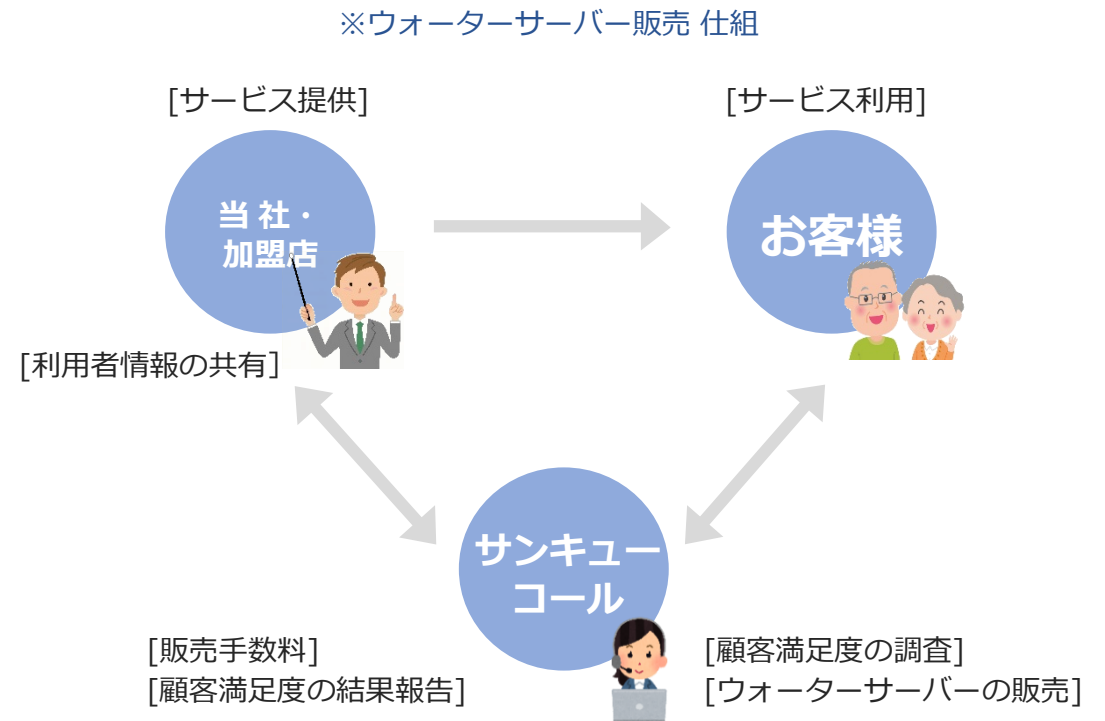 ※ウォーターサーバー販売 仕組
[サービス提供]
[サービス利用]
当 社・
加盟店
お客様
[利用者情報の共有]
サンキュー
コール
[販売手数料]
[顧客満足度の結果報告]
[顧客満足度の調査]
[ウォーターサーバーの販売]